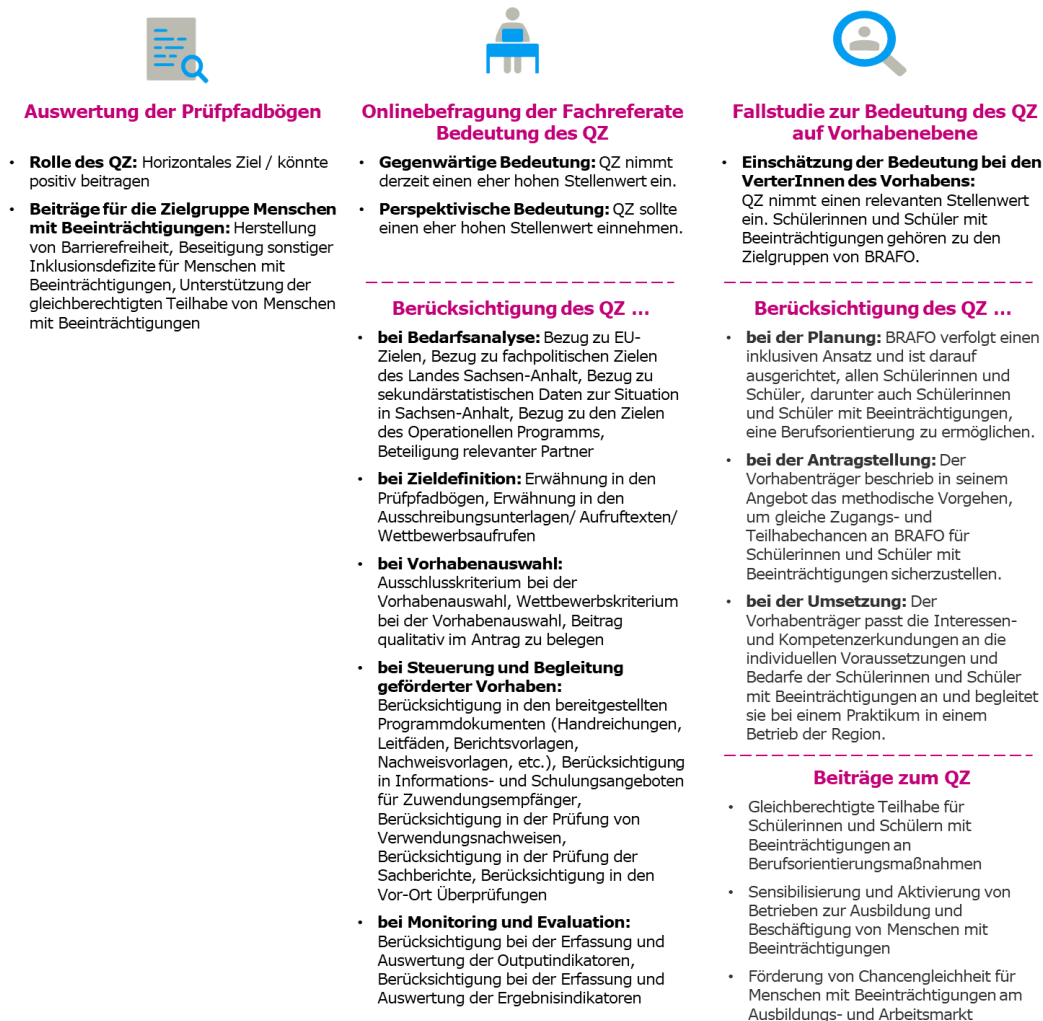 Auswertung der Prüfpfadbögen
• Rolle des QZ: Horizontales Ziel / könnte
positiv beitragen
• Beiträge für die Zielgruppe Menschen
mit Beeinträchtigungen: Herstellung
von Barrierefreiheit, Beseitigung sonstiger
Inklusionsdefizite für Menschen mit
Beeinträchtigungen, Unterstützung der
gleichberechtigten Teilhabe von Menschen
mit Beeinträchtigungen
Onlinebefragung der Fachreferate
Bedeutung des QZ
• Gegenwärtige Bedeutung: QZ nimmt
derzeit einen eher hohen Stellenwert ein.
• Perspektivische Bedeutung: QZ sollte
einen eher hohen Stellenwert einnehmen.
Berücksichtigung des QZ ...
• bei Bedarfsanalyse: Bezug zu EU-
Zielen, Bezug zu fachpolitischen Zielen
des Landes Sachsen-Anhalt, Bezug zu
sekundärstatistischen Daten zur Situation
in Sachsen-Anhalt, Bezug zu den Zielen
des Operationellen Programms,
Beteiligung relevanter Partner
• bei Zieldefinition: Erwähnung in den
Prüfpfadbögen, Erwähnung in den
Ausschreibungsunterlagen/ Aufruftexten/
Wettbewerbsaufrufen
• bei Vorhabenauswahl:
Ausschlusskriterium bei der
Vorhabenauswahl, Wettbewerbskriterium
bei der Vorhabenauswahl, Beitrag
qualitativ im Antrag zu belegen
• bei Steuerung und Begleitung
geförderter Vorhaben:
Berücksichtigung in den bereitgestellten
Programmdokumenten (Handreichungen,
Leitfäden, Berichtsvorlagen,
Nachweisvorlagen, etc.), Berücksichtigung
in Informations- und Schulungsangeboten
für Zuwendungsempfänger,
Berücksichtigung in der Prüfung von
Verwendungsnachweisen,
Berücksichtigung in der Prüfung der
Sachberichte, Berücksichtigung in den
Vor-Ort Überprüfungen
• bei Monitoring und Evaluation:
Berücksichtigung bei der Erfassung und
Auswertung der Outputindikatoren,
Berücksichtigung bei der Erfassung und
Auswertung der Ergebnisindikatoren
Fallstudie zur Bedeutung des QZ
auf Vorhabenebene
• Einschätzung der Bedeutung bei den
VerterInnen des Vorhabens:
QZ nimmt einen relevanten Stellenwert
ein. Schülerinnen und Schüler mit
Beeinträchtigungen gehören zu den
Zielgruppen von BRAFO.
Berücksichtigung des QZ ...
• bei der Planung: BRAFO verfolgt einen
inklusiven Ansatz und ist darauf
ausgerichtet, allen Schülerinnen und
Schüler, darunter auch Schülerinnen
und Schüler mit Beeinträchtigungen,
eine Berufsorientierung zu ermöglichen.
• bei der Antragstellung: Der
Vorhabenträger beschrieb in seinem
Angebot das methodische Vorgehen,
um gleiche Zugangs- und
Teilhabechancen an BRAFO für
Schülerinnen und Schüler mit
Beeinträchtigungen sicherzustellen.
• bei der Umsetzung: Der
Vorhabenträger passt die Interessen-
und Kompetenzerkundungen an die
individuellen Voraussetzungen und
Bedarfe der Schülerinnen und Schüler
mit Beeinträchtigungen an und begleitet
sie bei einem Praktikum in einem
Betrieb der Region.
Beiträge zum QZ
• Gleichberechtigte Teilhabe für
Schülerinnen und Schülern mit
Beeinträchtigungen an
Berufsorientierungsmaßnahmen
• Sensibilisierung und Aktivierung von
Betrieben zur Ausbildung und
Beschäftigung von Menschen mit
Beeinträchtigungen
• Förderung von Chancengleichheit für
Menschen mit Beeinträchtigungen am
Ausbildungs- und Arbeitsmarkt